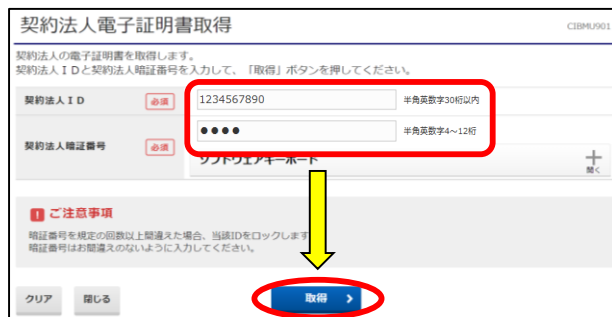 契約法人電子証明書取得
CIBMU901
契約法人の電子証明書を取得します。
契約法人ＩＤと契約法人暗証番号を入力して、「取得」ボタンを押してください。
契約法人ＩＤ 必須 1234567890 半角英数字30桁以内
契約法人暗証番号 必須 ●●●● 半角英数字4～12桁
ソフトウェアキーボード
開く
! ご注意事項
暗証番号を規定の回数以上間違えた場合、当該IDをロックします
暗証番号はお間違えのないように入力してください。
クリア 閉じる 取得